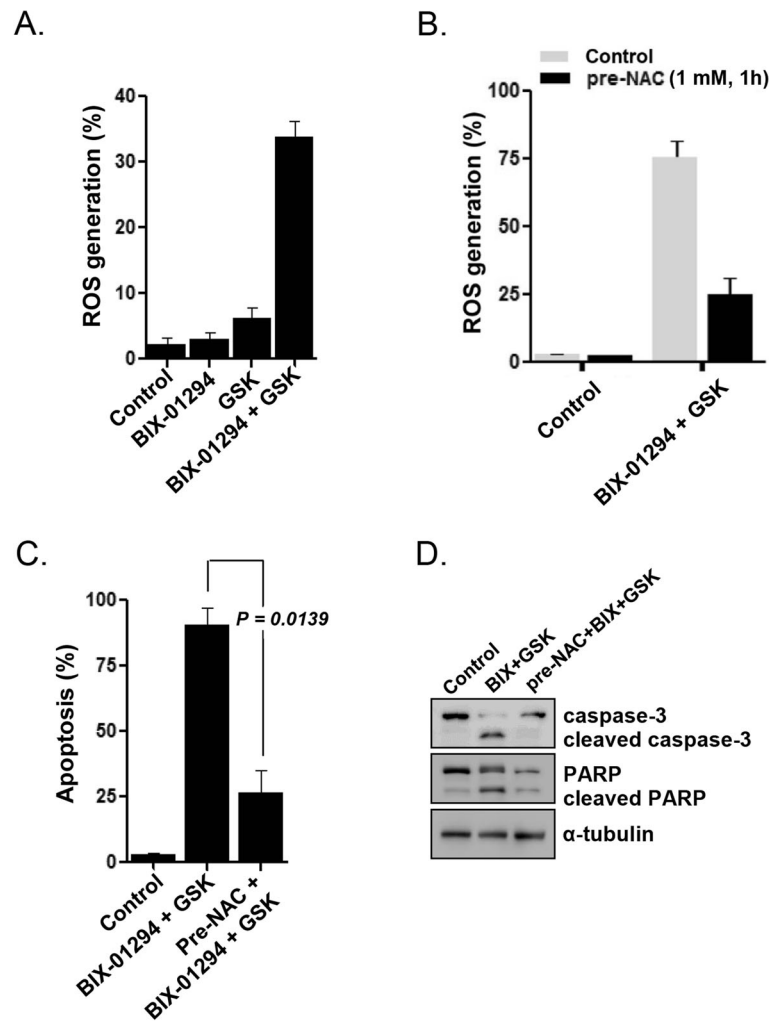 A.
ROS generation (%)
40
30
20
10
0
Control
BIX-01294
GSK
BIX-01294 + GSK
B.
Control
pre-NAC (1 mM, 1h)
ROS generation (%)
100
75
50
25
0
Control
BIX-01294 + GSK
C.
Apoptosis (%)
100
75
50
25
0
P = 0.0139
Control
BIX-01294 + GSK
Pre-NAC +
BIX-01294 + GSK
D.
Control
BIX+GSK
pre-NAC+BIX+GSK
caspase-3
cleaved caspase-3
PARP
cleaved PARP
α-tubulin